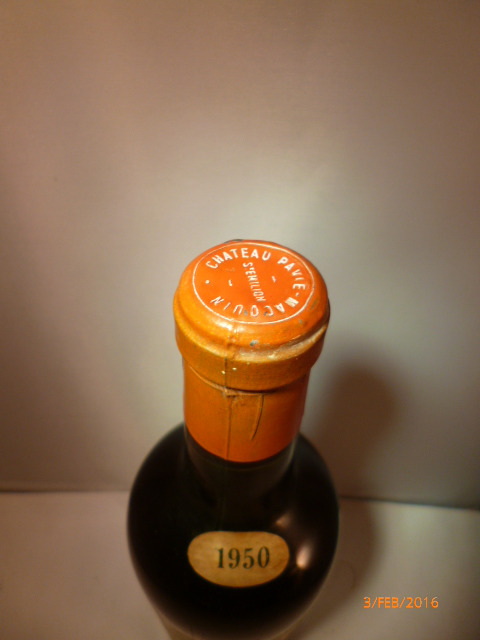 CHATEAU PAVIE-MACQUIN
St EMILION
1950
3/FEB/2016